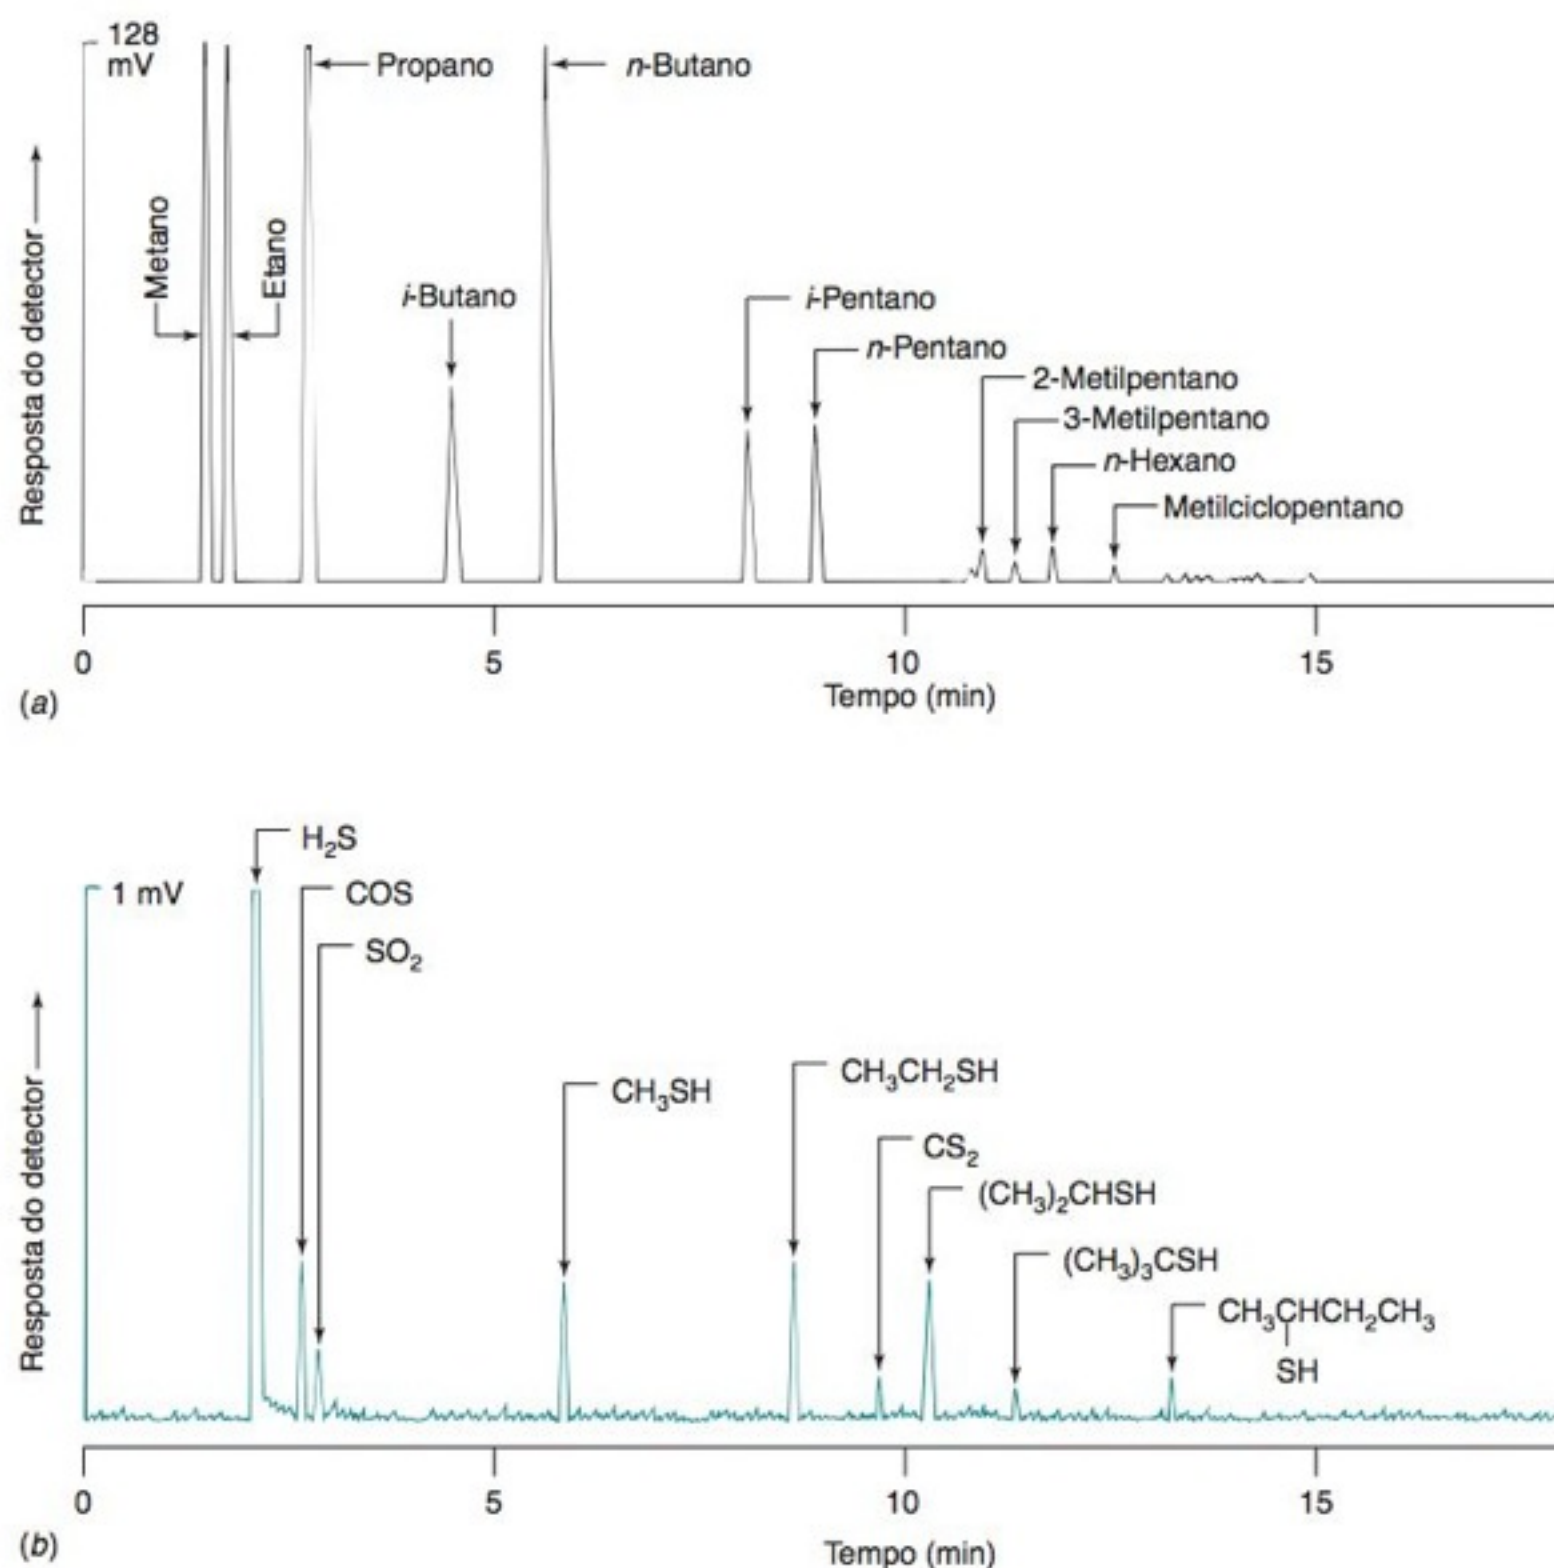 128
mV
Propano
n-Butano
Metano
Etano
i-Butano
i-Pentano
n-Pentano
2-Metilpentano
3-Metilpentano
n-Hexano
Metilciclopentano
Resposta do detector
0
5
10
15
Tempo (min)
(a)
H₂S
1 mV
COS
SO₂
CH₃SH
CH₃CH₂SH
CS₂
(CH₃)₂CHSH
(CH₃)₃CSH
CH₃CHCH₂CH₃
SH
Resposta do detector
0
5
10
15
Tempo (min)
(b)